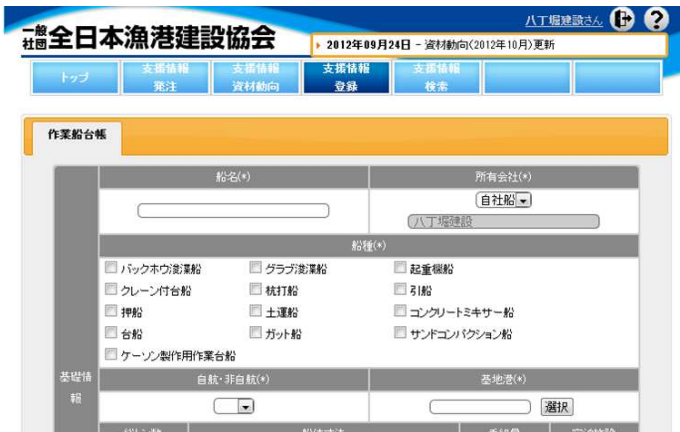 八丁堀建設さん
一般社団 全日本漁港建設協会
2012年09月24日 - 資材動向(2012年10月)更新
トップ
支援情報 発注
支援情報 資材動向
支援情報 登録
支援情報 検索
作業船台帳
船名(*)
所有会社(*)
自社船
八丁堀建設
船種(*)
バックホウ浚渫船 グラブ浚渫船 起重機船
クレーン付台船 杭打船 引船
押船 土運船 コンクリートミキサー船
台船 ガット船 サンドコンパクション船
ケーソン製作用作業台船
基礎情報
自航・非自航(*)
基地港(*)
選択